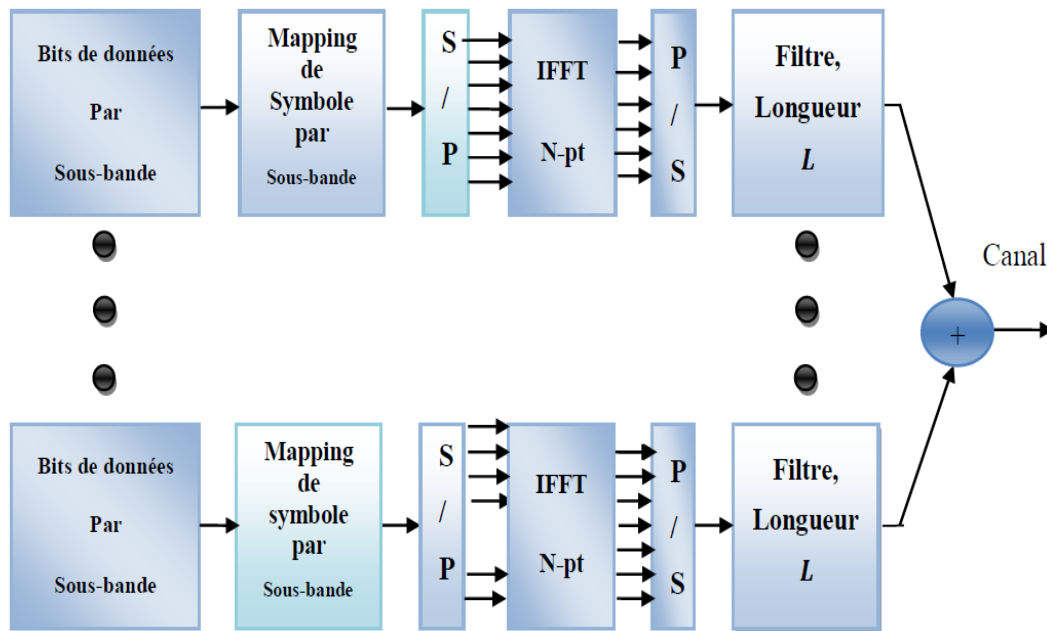 Bits de données
Par
Sous-bande
Mapping
de
Symbole
par
Sous-bande
S
/
P
IFFT
N-pt
P
/
S
Filtre,
Longueur
L
Canal
+
Bits de données
Par
Sous-bande
Mapping
de
symbole
par
Sous-bande
S
/
P
IFFT
N-pt
P
/
S
Filtre,
Longueur
L